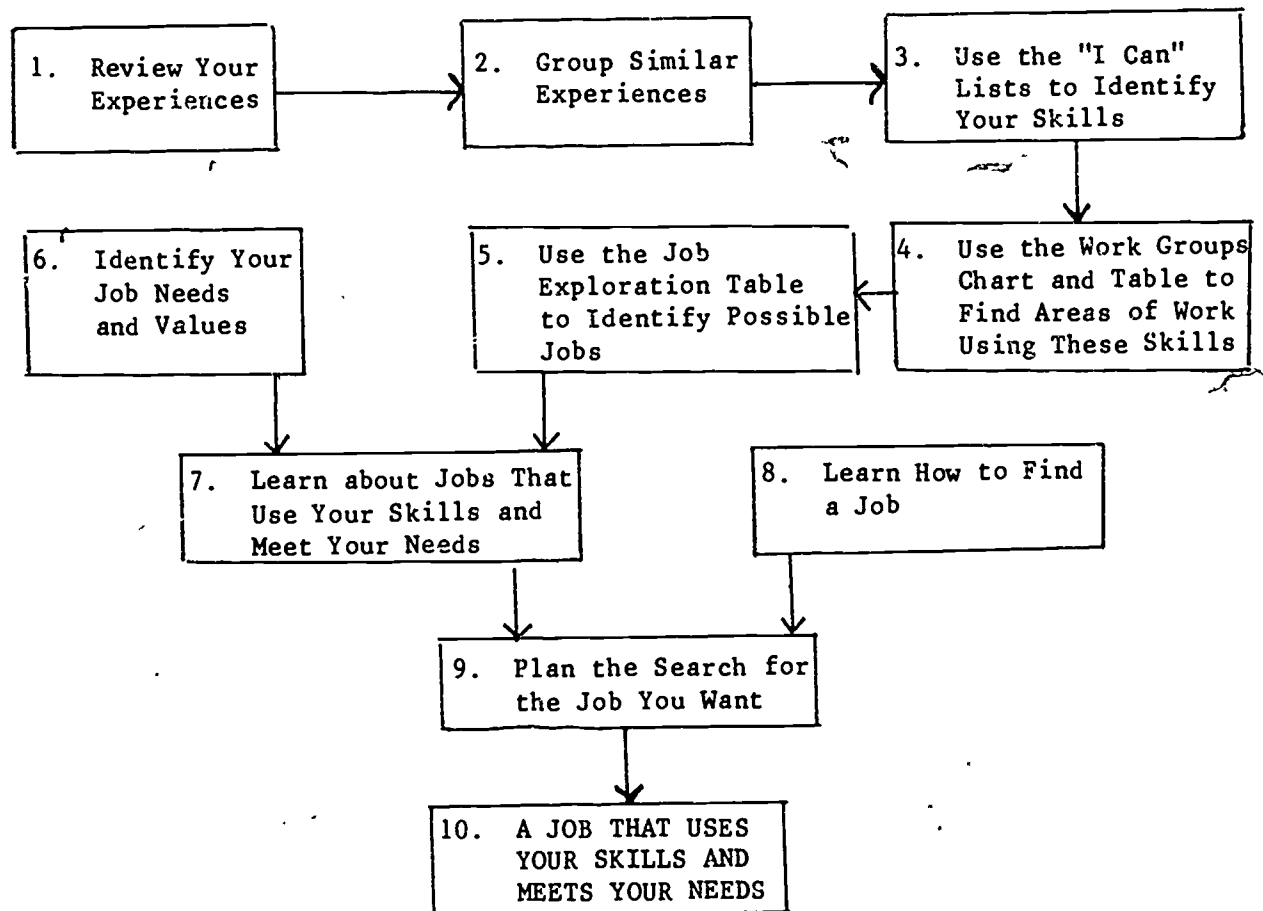 1. Review Your
Experiences
2. Group Similar
Experiences
3. Use the "I Can"
Lists to Identify
Your Skills
4. Use the Work Groups
Chart and Table to
Find Areas of Work
Using These Skills
5. Use the Job
Exploration Table
to Identify Possible
Jobs
6. Identify Your
Job Needs
and Values
7. Learn about Jobs That
Use Your Skills and
Meet Your Needs
8. Learn How to Find
a Job
9. Plan the Search for
the Job You Want
10. A JOB THAT USES
YOUR SKILLS AND
MEETS YOUR NEEDS